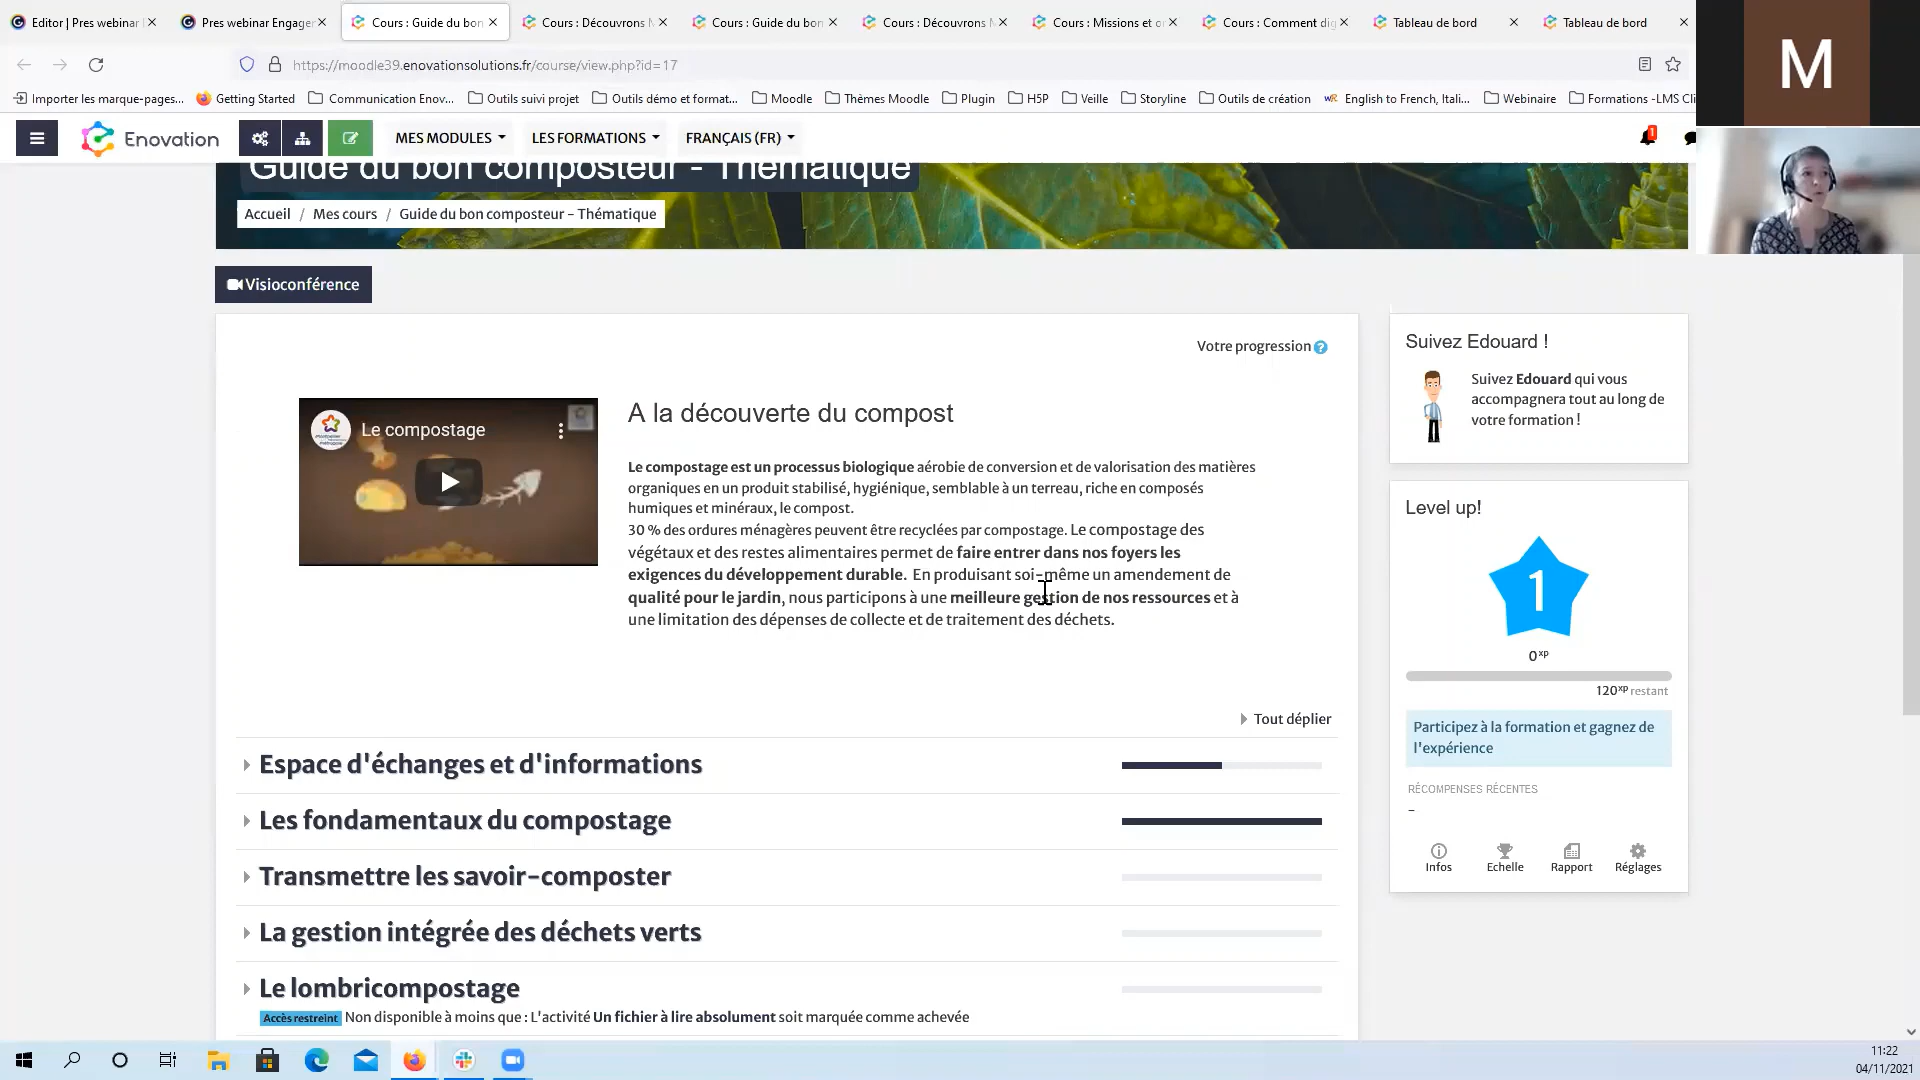 Editor | Pres webinar
Pres webinar Engager
Cours : Guide du bon
Cours : Découvrons M
Cours : Guide du bon
Cours : Découvrons M
Cours : Missions et or
Cours : Comment dig
Tableau de bord
Tableau de bord
https://moodle39.enovationsolutions.fr/course/view.php?id=17
Importer les marque-pages...
Getting Started
Communication Enov...
Outils suivi projet
Outils démo et format...
Moodle
Thèmes Moodle
Plugin
H5P
Veille
Storyline
Outils de création
WR English to French, Itali...
Webinaire
Formations -LMS Cli
M
Enovation
MES MODULES
LES FORMATIONS
FRANÇAIS (FR)
1
Guide du bon composteur - Thématique
Accueil / Mes cours / Guide du bon composteur - Thématique
Visioconférence
Votre progression
Le compostage
A la découverte du compost
Le compostage est un processus biologique aérobie de conversion et de valorisation des matières
organiques en un produit stabilisé, hygiénique, semblable à un terreau, riche en composés
humiques et minéraux, le compost.
30 % des ordures ménagères peuvent être recyclées par compostage. Le compostage des
végétaux et des restes alimentaires permet de faire entrer dans nos foyers les
exigences du développement durable. En produisant soi-même un amendement de
qualité pour le jardin, nous participons à une meilleure gestion de nos ressources et à
une limitation des dépenses de collecte et de traitement des déchets.
Tout déplier
Espace d'échanges et d'informations
Les fondamentaux du compostage
Transmettre les savoir-composter
La gestion intégrée des déchets verts
Le lombricompostage
Accès restreint Non disponible à moins que : L'activité Un fichier à lire absolument soit marquée comme achevée
Suivez Edouard !
Suivez Edouard qui vous
accompagnera tout au long de
votre formation !
Level up!
1
0xp
120xp restant
Participez à la formation et gagnez de
l'expérience
RÉCOMPENSES RÉCENTES
-
Infos
Echelle
Rapport
Réglages
11:22
04/11/2021